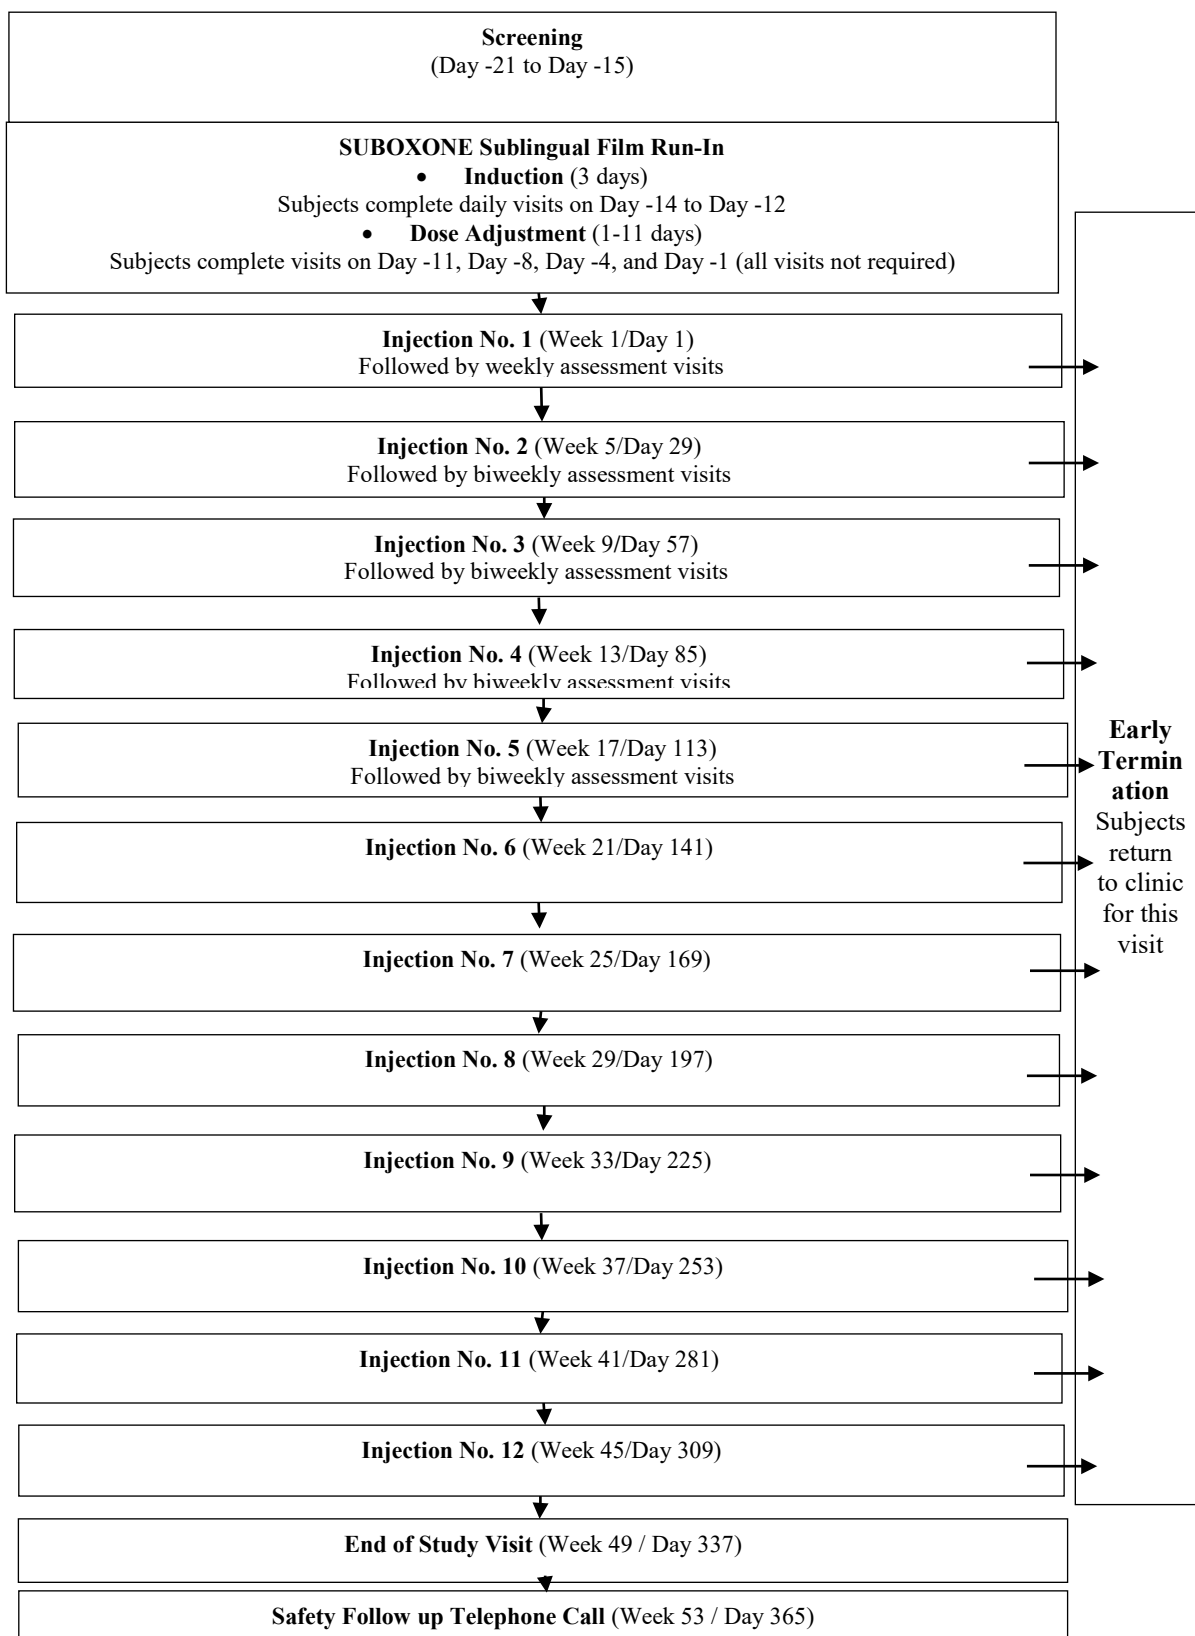 Screening
(Day -21 to Day -15)
SUBOXONE Sublingual Film Run-In
• Induction (3 days)
Subjects complete daily visits on Day -14 to Day -12
• Dose Adjustment (1-11 days)
Subjects complete visits on Day -11, Day -8, Day -4, and Day -1 (all visits not required)
Injection No. 1 (Week 1/Day 1)
Followed by weekly assessment visits
Injection No. 2 (Week 5/Day 29)
Followed by biweekly assessment visits
Injection No. 3 (Week 9/Day 57)
Followed by biweekly assessment visits
Injection No. 4 (Week 13/Day 85)
Followed by biweekly assessment visits
Injection No. 5 (Week 17/Day 113)
Followed by biweekly assessment visits
Injection No. 6 (Week 21/Day 141)
Injection No. 7 (Week 25/Day 169)
Injection No. 8 (Week 29/Day 197)
Injection No. 9 (Week 33/Day 225)
Injection No. 10 (Week 37/Day 253)
Injection No. 11 (Week 41/Day 281)
Injection No. 12 (Week 45/Day 309)
End of Study Visit (Week 49 / Day 337)
Safety Follow up Telephone Call (Week 53 / Day 365)
Early
Termin
ation
Subjects
return
to clinic
for this
visit